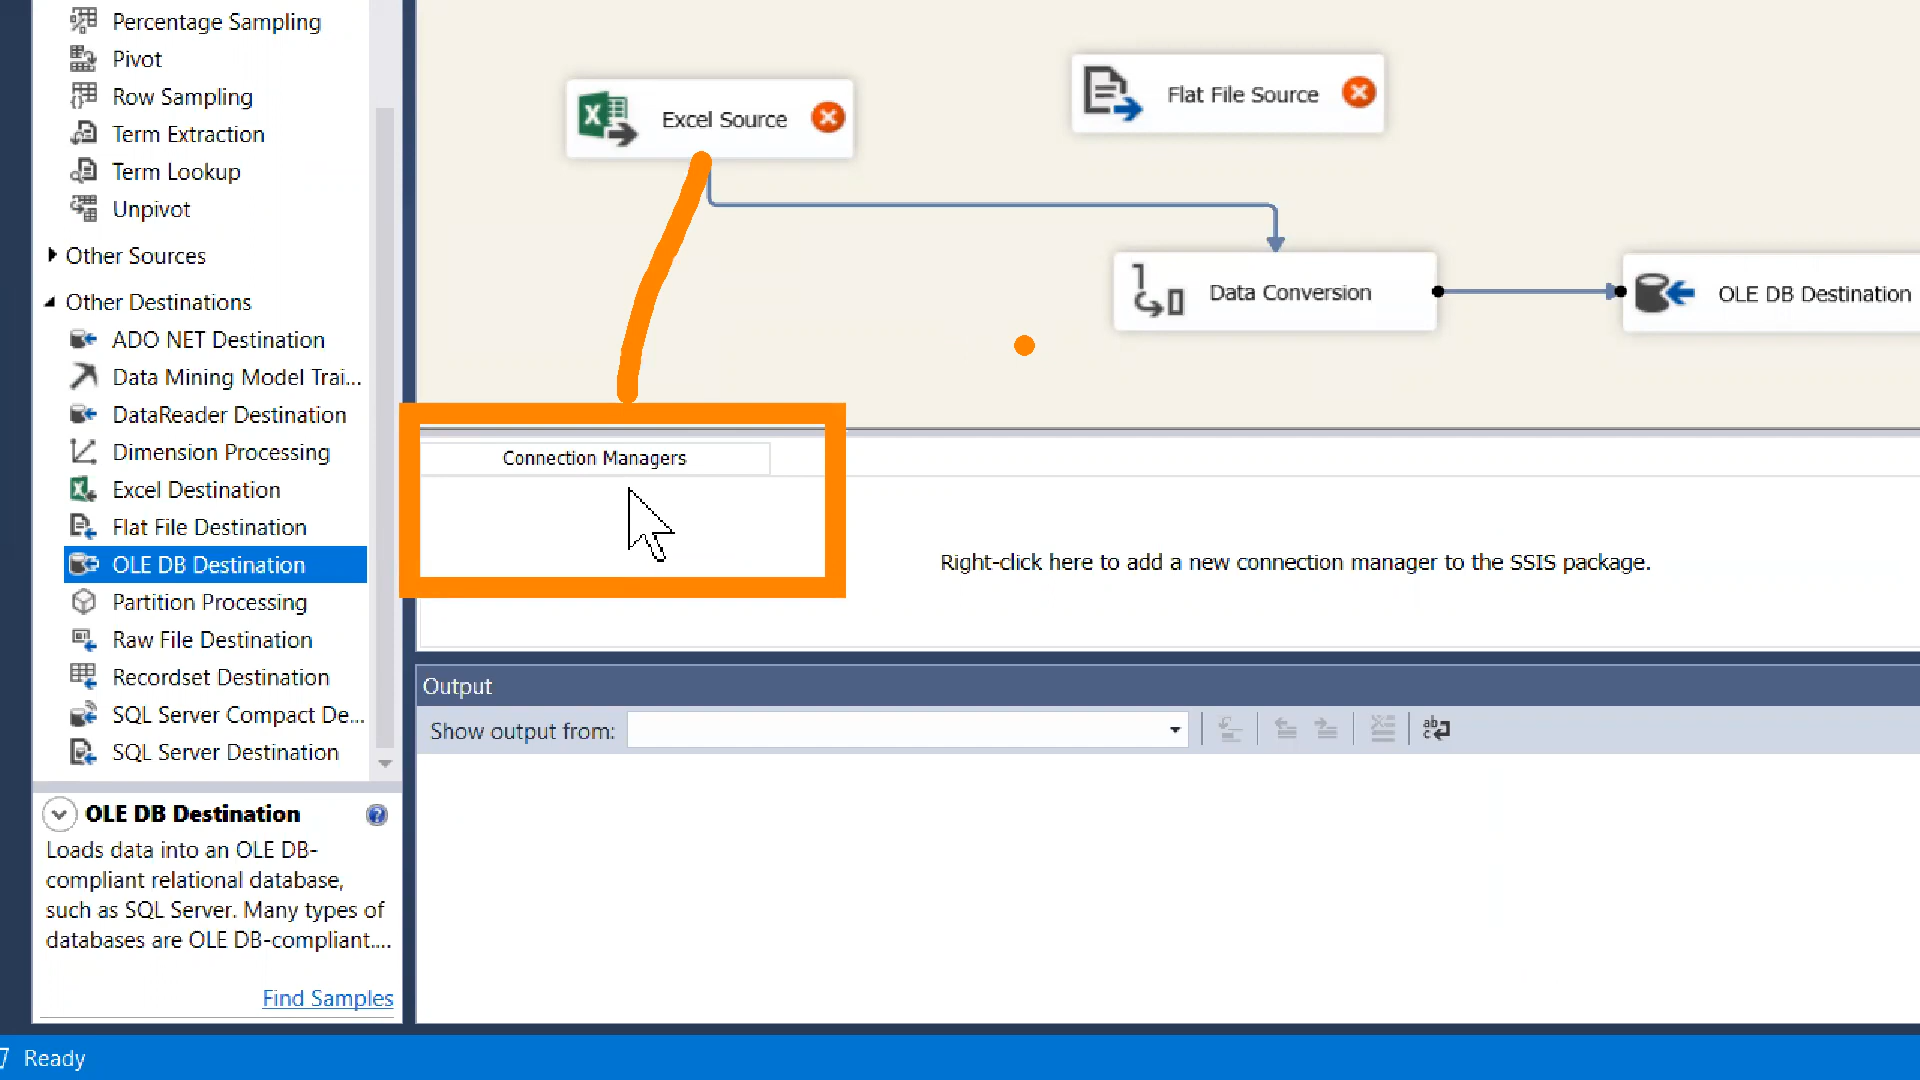 Percentage Sampling
Pivot
Row Sampling
Term Extraction
Term Lookup
Unpivot
Other Sources
Other Destinations
ADO NET Destination
Data Mining Model Trai...
DataReader Destination
Dimension Processing
Excel Destination
Flat File Destination
OLE DB Destination
Partition Processing
Raw File Destination
Recordset Destination
SQL Server Compact De...
SQL Server Destination
OLE DB Destination
Loads data into an OLE DB-
compliant relational database,
such as SQL Server. Many types of
databases are OLE DB-compliant....
Find Samples
Excel Source
Flat File Source
Data Conversion
OLE DB Destination
Connection Managers
Right-click here to add a new connection manager to the SSIS package.
Output
Show output from:
Ready